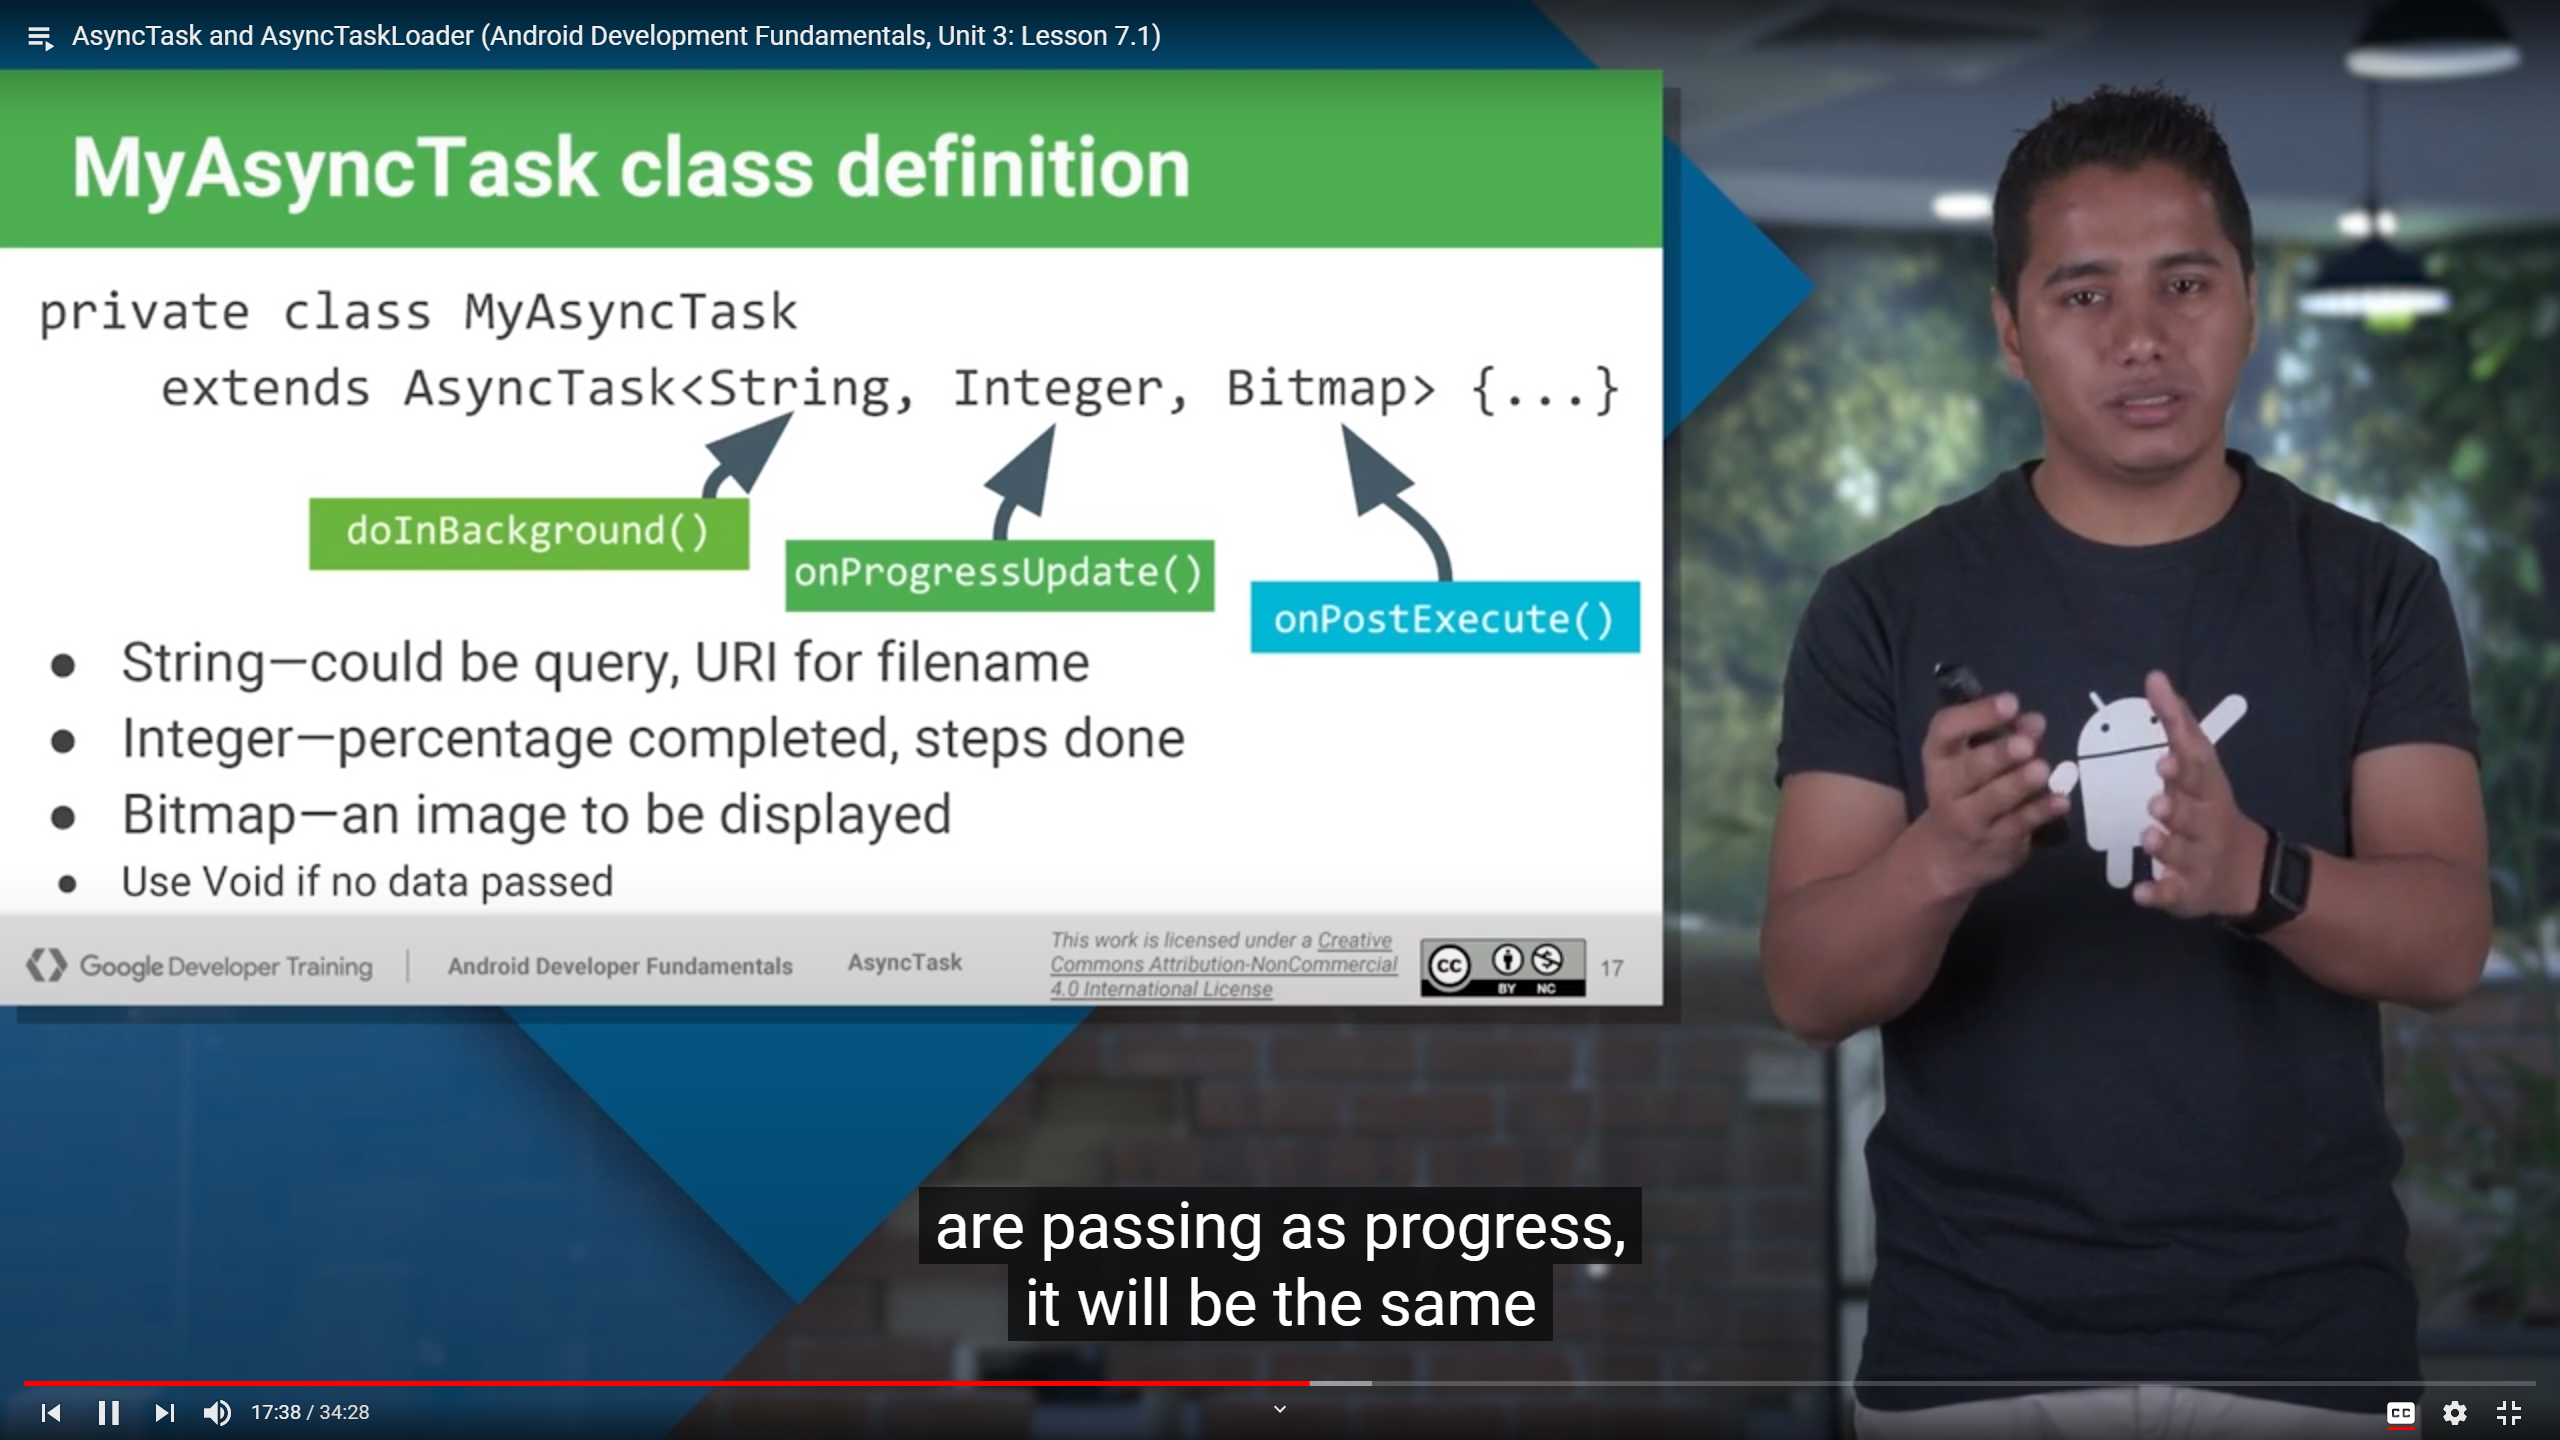 AsyncTask and AsyncTaskLoader (Android Development Fundamentals, Unit 3: Lesson 7.1)
MyAsyncTask class definition
private class MyAsyncTask
extends AsyncTask<String, Integer, Bitmap> {...}
doInBackground()
onProgressUpdate()
onPostExecute()
● String—could be query, URI for filename
● Integer—percentage completed, steps done
● Bitmap—an image to be displayed
● Use Void if no data passed
Google Developer Training
Android Developer Fundamentals
AsyncTask
This work is licensed under a Creative
Commons Attribution-NonCommercial
4.0 International License
cc
BY NC
17
are passing as progress,
it will be the same
17:38 / 34:28
CC